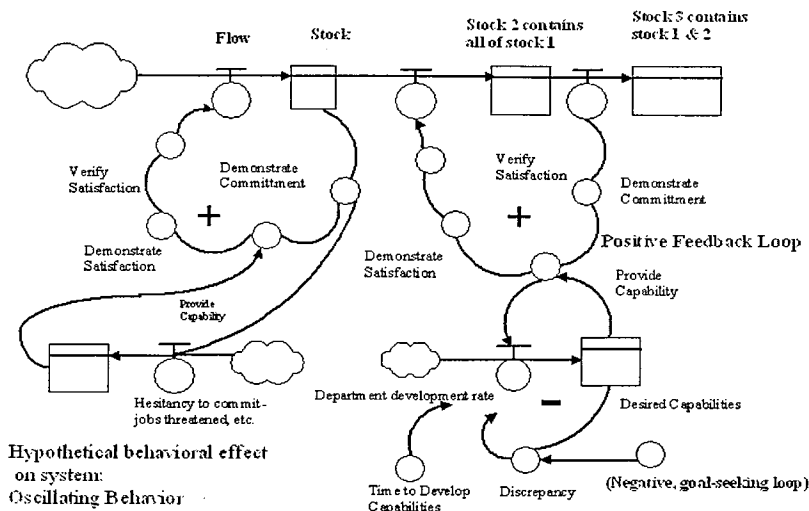 Flow
Stock
Stock 2 contains
all of stock 1
Stock 3 contains
stock 1 & 2
Verify
Satisfaction
Demonstrate
Committment
+
Demonstrate
Satisfaction
Verify
Satisfaction
Demonstrate
Committment
+
Demonstrate
Satisfaction
Positive Feedback Loop
Provide
Capability
Provide
Capability
Hesitancy to commit-
jobs threatened, etc.
Department development rate
-
Desired Capabilities
Hypothetical behavioral effect
on system:
Oscillating Behavior
Time to Develop
Capabilities
Discrepancy
(Negative, goal-seeking loop)